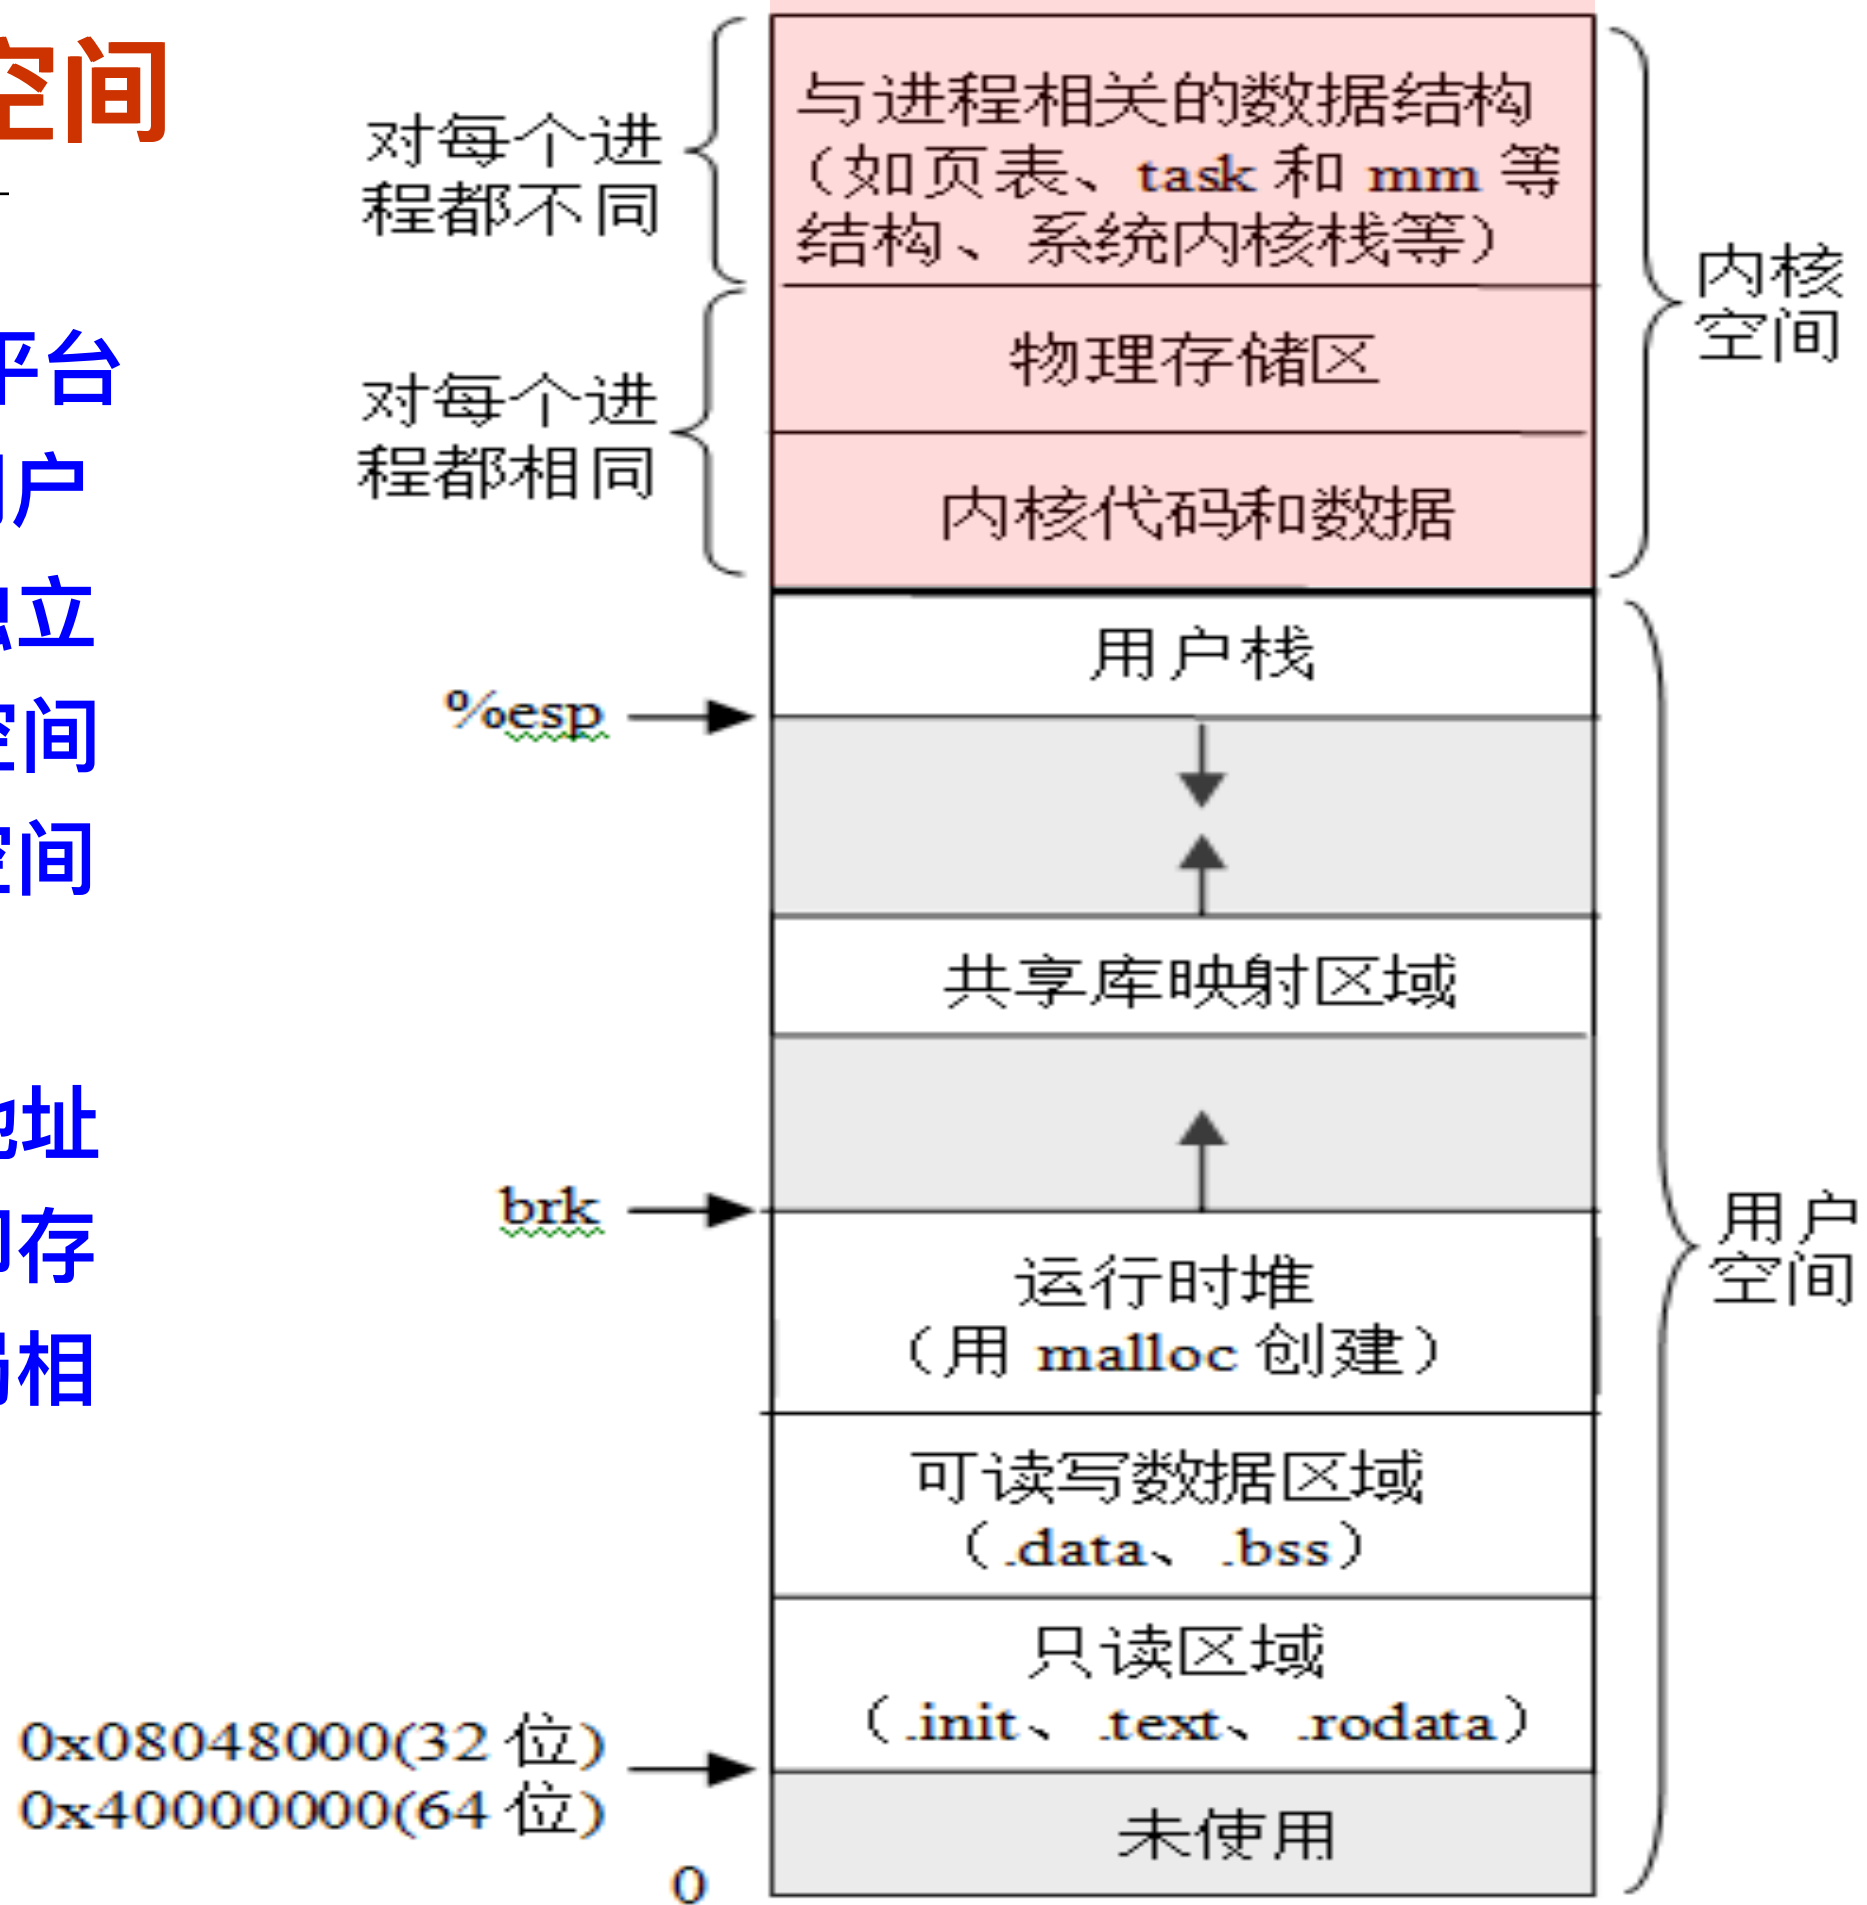 空间
平台
用户
独立
空间
空间
地址
存
相
对每个进
程都不同
与进程相关的数据结构
（如页表、task 和 mm 等
结构、系统内核栈等）
对每个进
程都相同
物理存储区
内核代码和数据
内核
空间
用户栈
%esp
共享库映射区域
brk
运行时堆
（用 malloc 创建）
用户
空间
可读写数据区域
（.data、.bss）
只读区域
（.init、.text、.rodata）
0x08048000(32 位)
0x40000000(64 位)
未使用
0